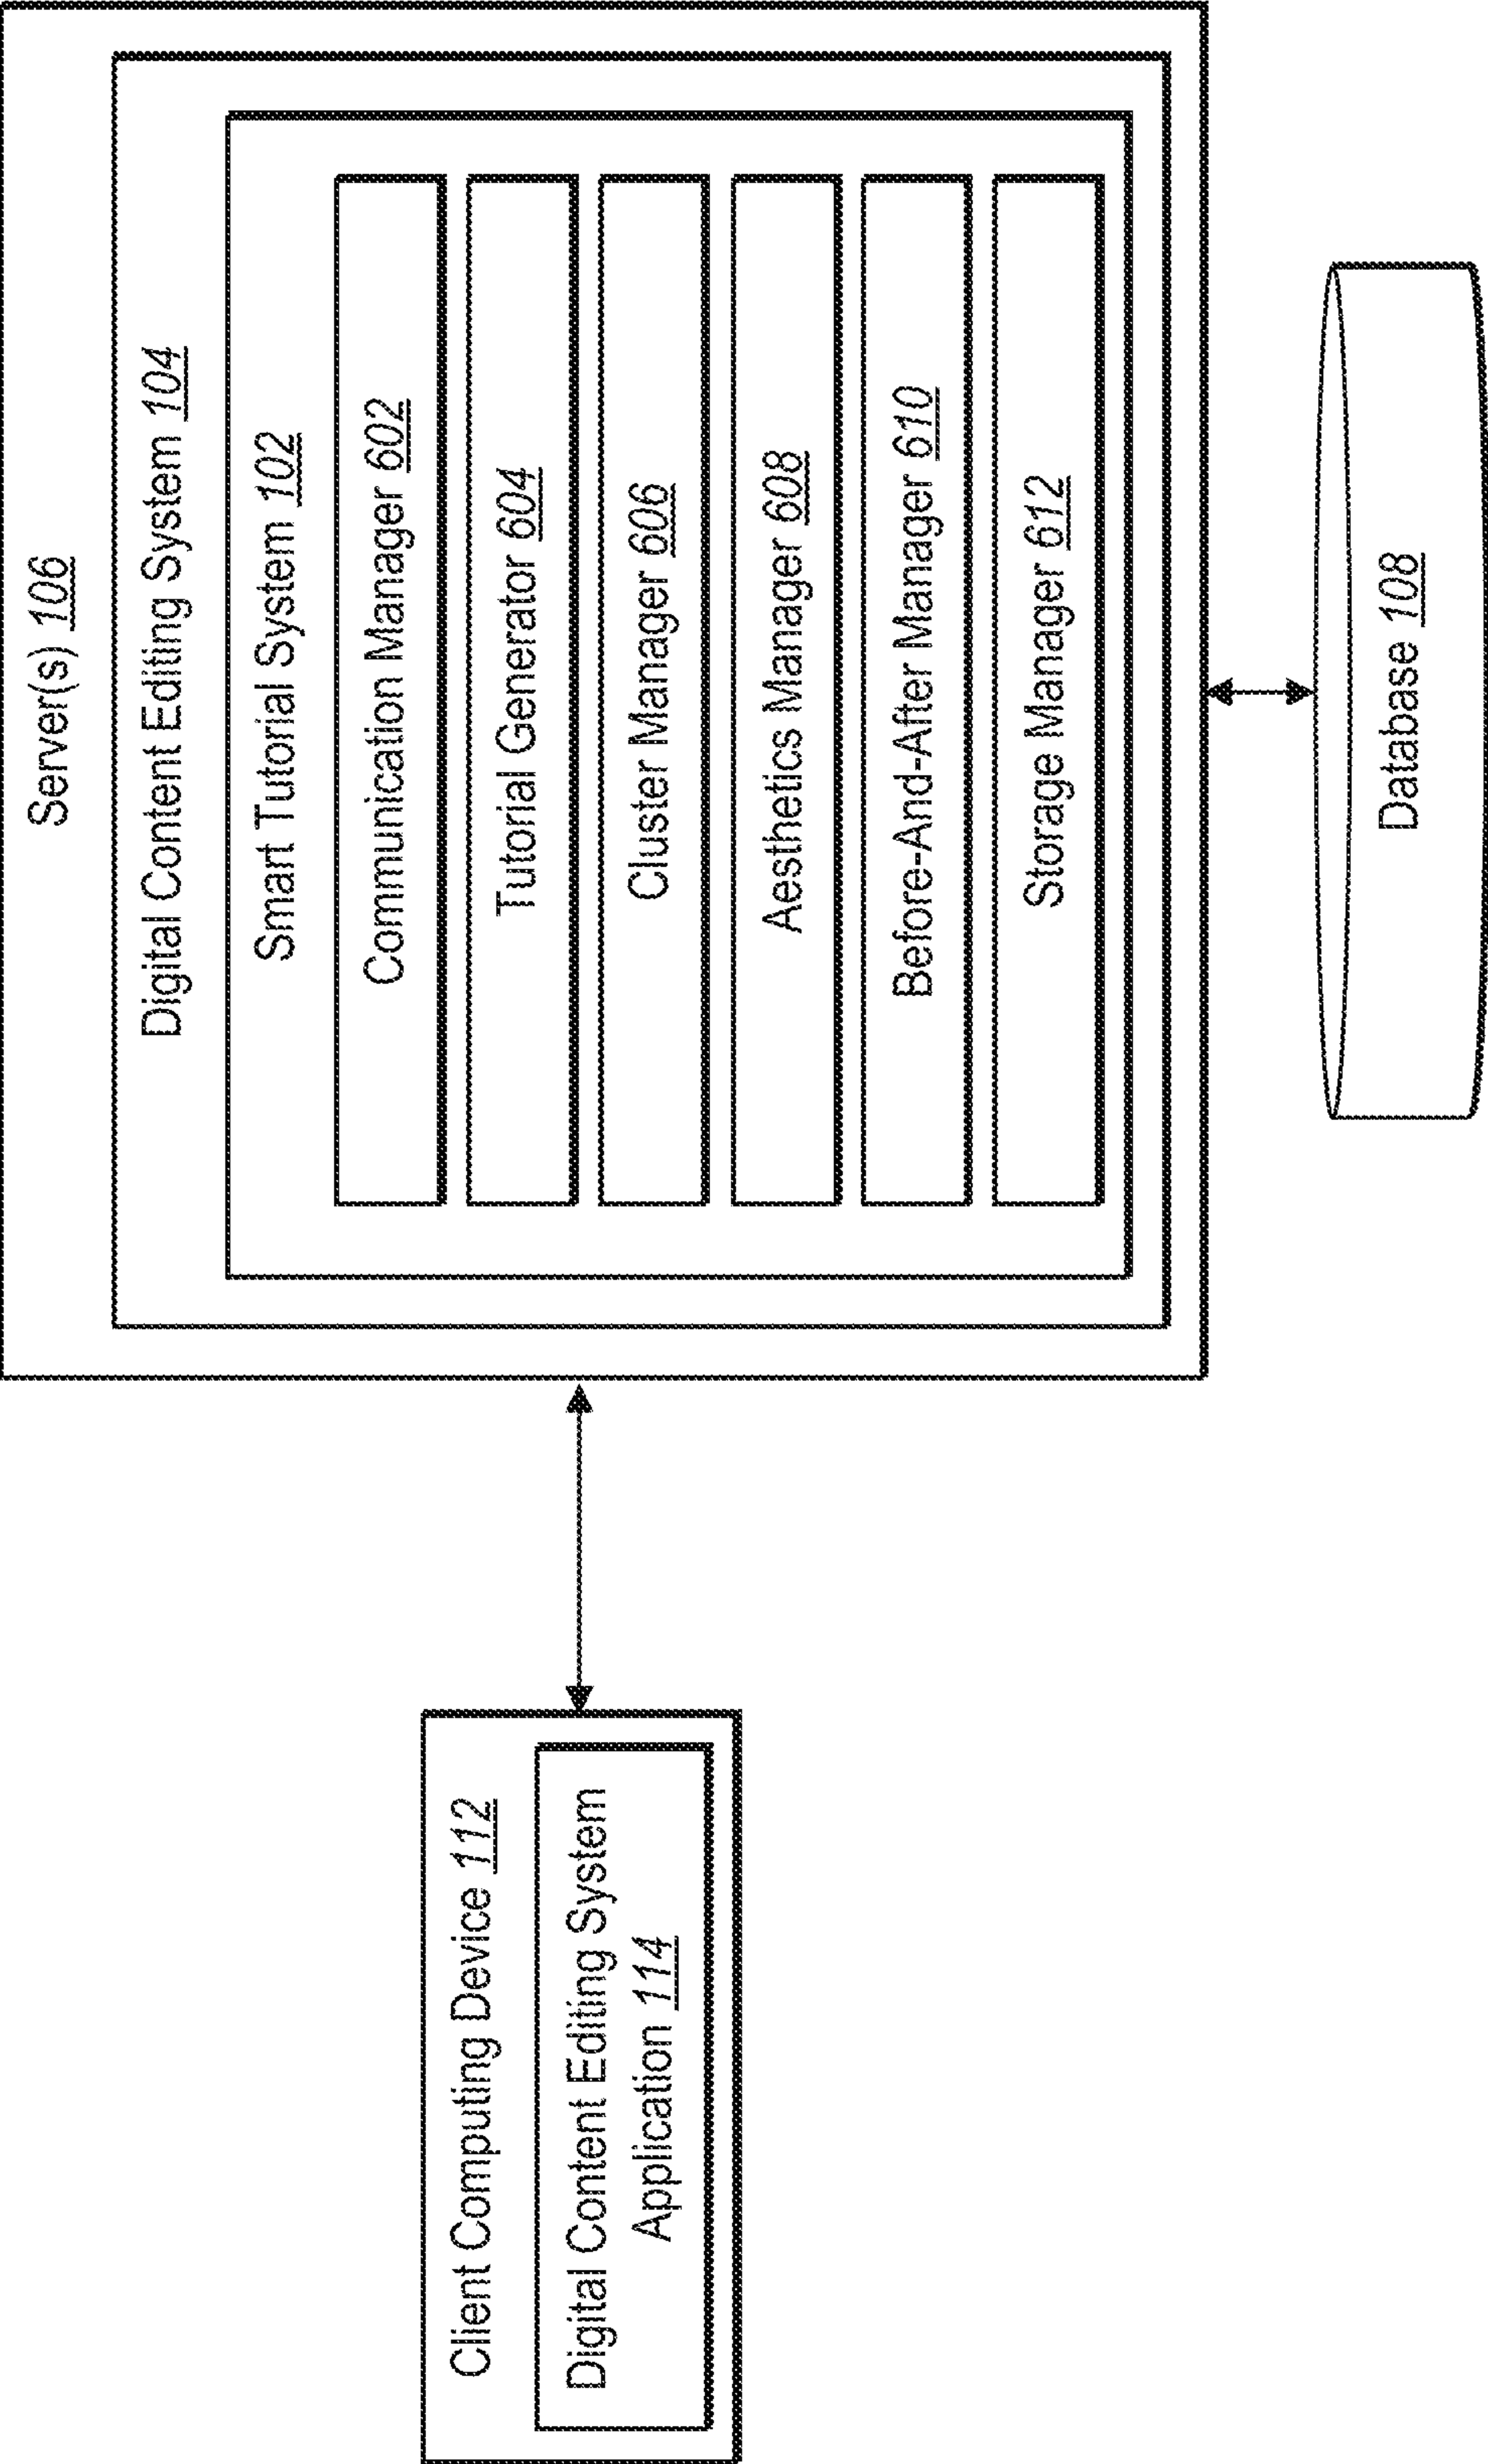 Client Computing Device 112
Digital Content Editing System
Application 114
Server(s) 106
Digital Content Editing System 104
Smart Tutorial System 102
Communication Manager 602
Tutorial Generator 604
Cluster Manager 606
Aesthetics Manager 608
Before-And-After Manager 610
Storage Manager 612
Database 108